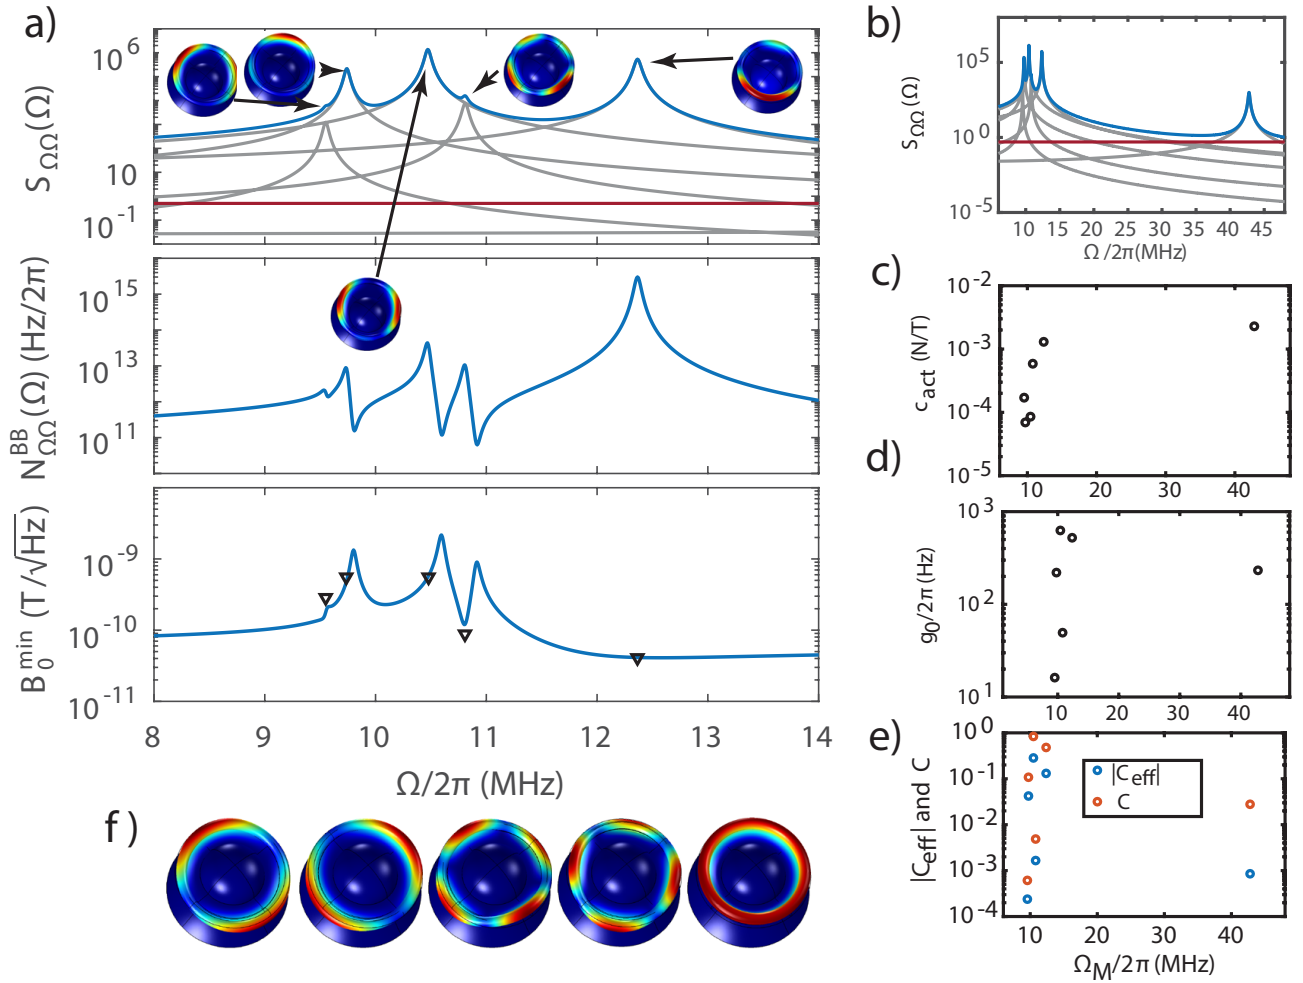 a)
10^6
10^4
10
10^-1
S_ΩΩ(Ω)
10^15
10^13
10^11
N^BB_ΩΩ(Ω) (Hz/2π)
10^-9
10^-10
10^-11
B_0^min (T/√Hz)
8 9 10 11 12 13 14
Ω/2π (MHz)
b)
10^5
10^0
10^-5
S_ΩΩ(Ω)
10 15 20 25 30 35 40 45
Ω/2π(MHz)
c)
10^-2
10^-3
10^-4
10^-5
c_act (N/T)
10 20 30 40
d)
10^3
10^2
10^1
g_0/2π (Hz)
10 20 30 40
e)
10^0
10^-1
10^-2
10^-3
10^-4
|C_eff| and C
|C_eff|
C
10 20 30 40
Ω_M/2π (MHz)
f)